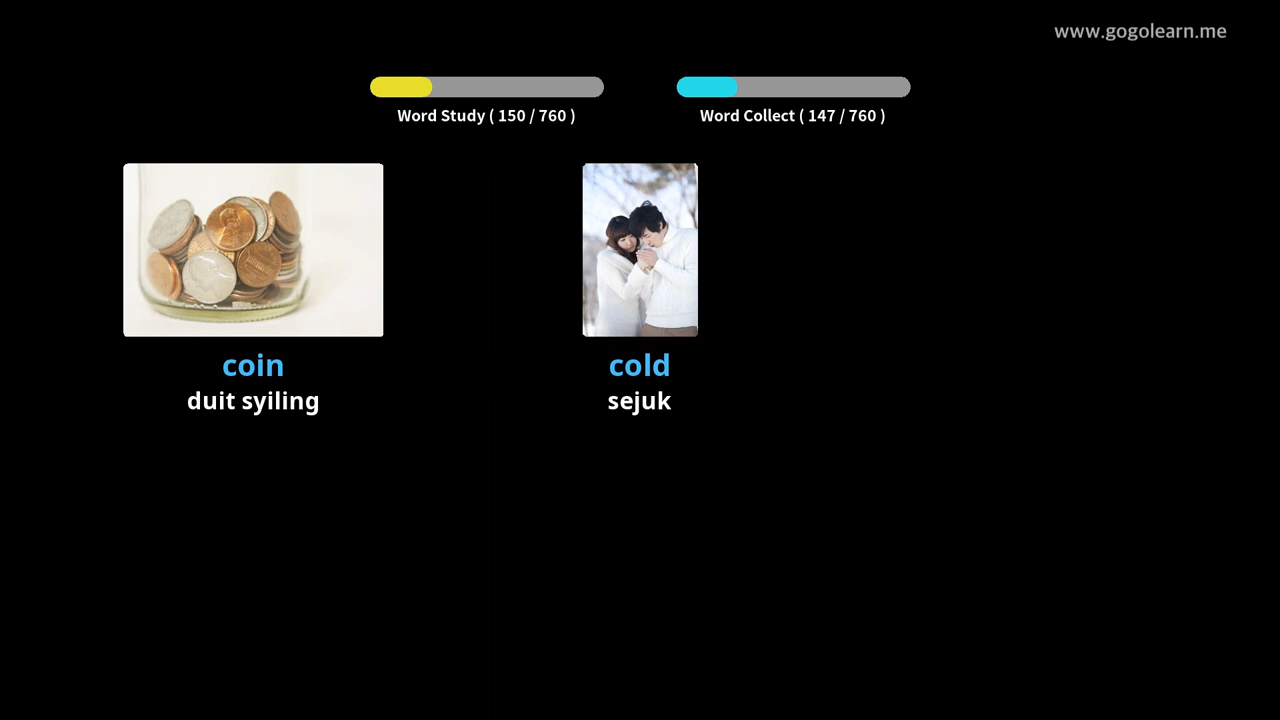 www.gogolearn.me
Word Study ( 150 / 760 )
Word Collect ( 147 / 760 )
coin
duit syiling
cold
sejuk